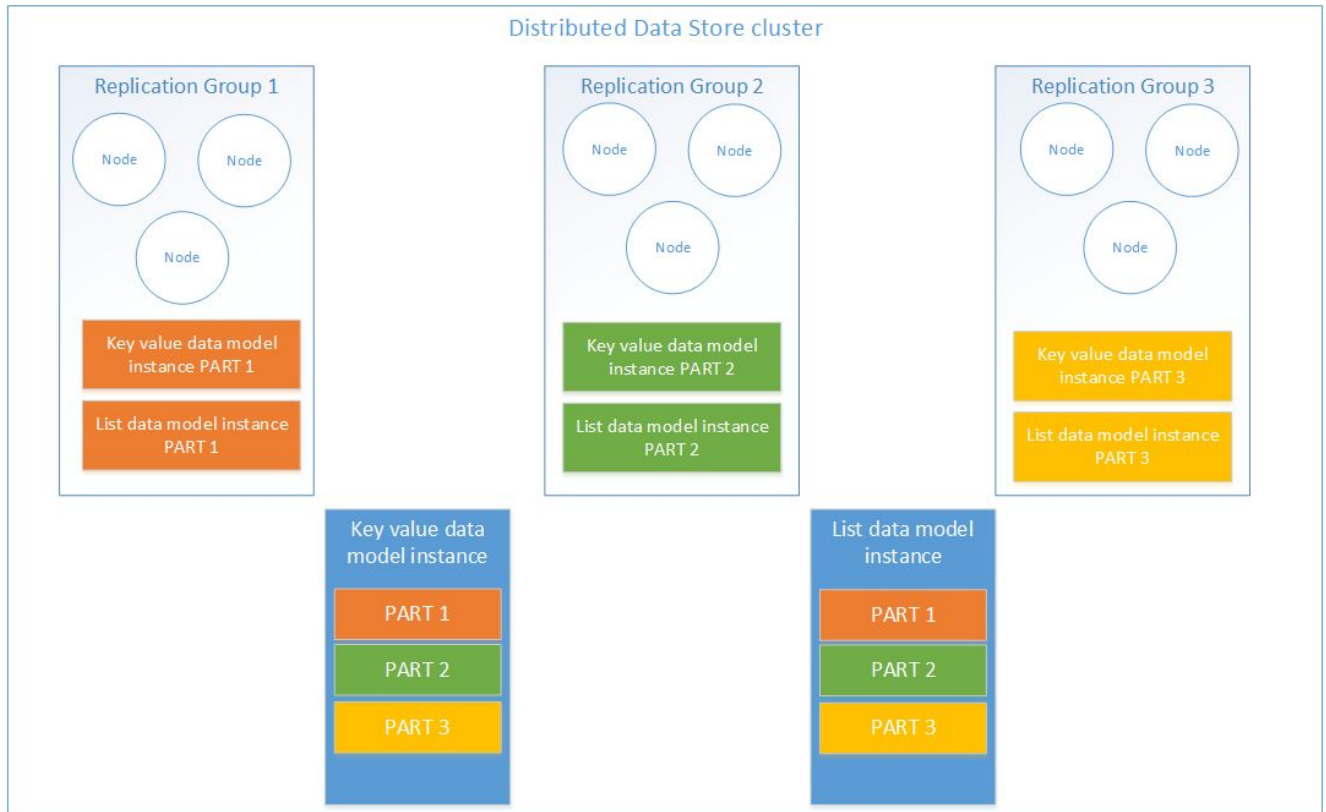 Distributed Data Store cluster
Replication Group 1
Node
Node
Node
Key value data model
instance PART 1
List data model instance
PART 1
Replication Group 2
Node
Node
Node
Key value data model
instance PART 2
List data model instance
PART 2
Replication Group 3
Node
Node
Node
Key value data model
instance PART 3
List data model instance
PART 3
Key value data
model instance
PART 1
PART 2
PART 3
List data model
instance
PART 1
PART 2
PART 3